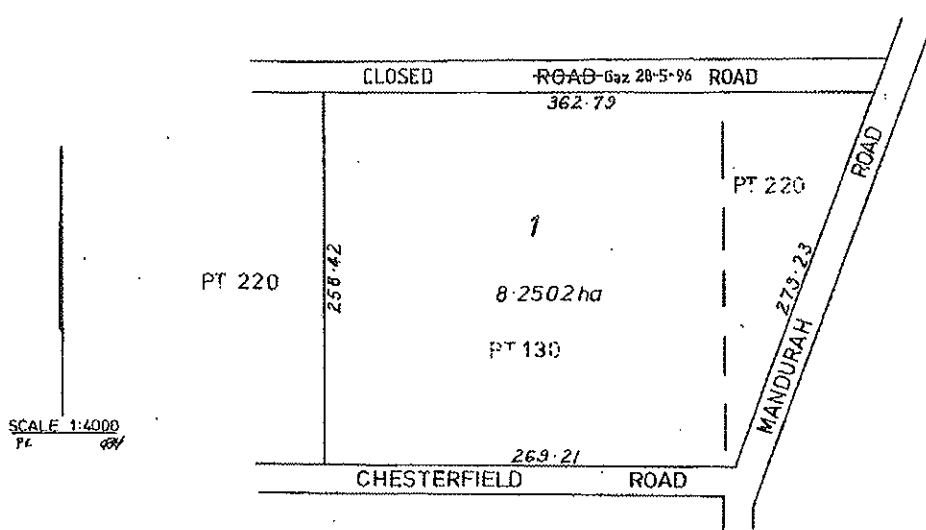 CLOSED ROAD Gaz 28-5-96 ROAD
362·79
ROAD
PT 220
1
PT 220
258·42
273·23
8·2502 ha
PT 130
MANDURAH
SCALE 1:4000
269·21
CHESTERFIELD ROAD